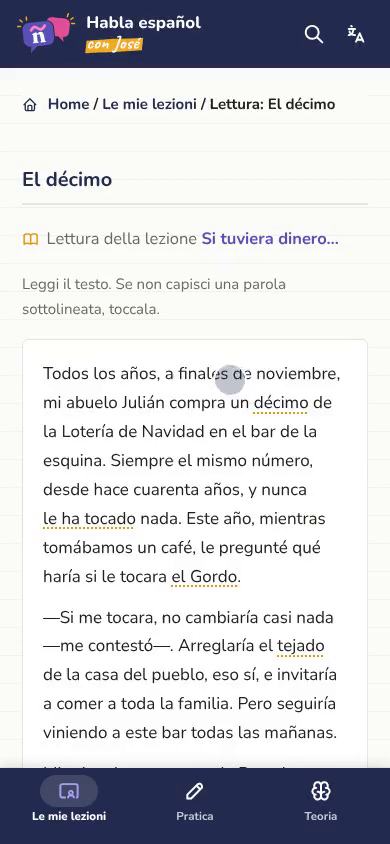 ñ
Habla español
con José
Home / Le mie lezioni / Lettura: El décimo
El décimo
Lettura della lezione Si tuviera dinero...
Leggi il testo. Se non capisci una parola
sottolineata, toccala.
Todos los años, a finales de noviembre,
mi abuelo Julián compra un décimo de
la Lotería de Navidad en el bar de la
esquina. Siempre el mismo número,
desde hace cuarenta años, y nunca
le ha tocado nada. Este año, mientras
tomábamos un café, le pregunté qué
haría si le tocara el Gordo.
—Si me tocara, no cambiaría casi nada
—me contestó—. Arreglaría el tejado
de la casa del pueblo, eso sí, e invitaría
a comer a toda la familia. Pero seguiría
viniendo a este bar todas las mañanas.
Le mie lezioni
Pratica
Teoria